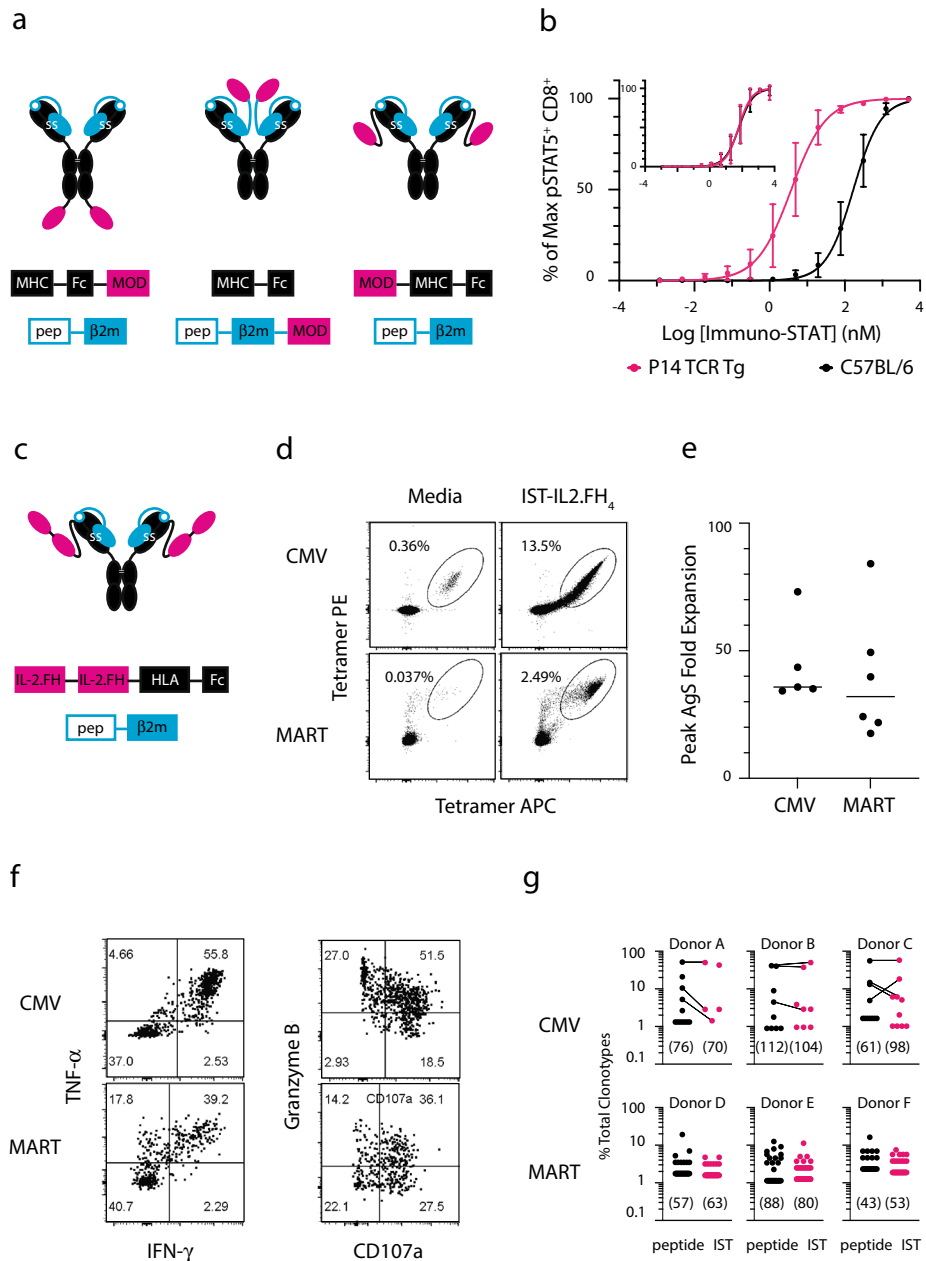 a
SS SS SS SS SS SS
MHC Fc MOD MHC Fc MOD MHC Fc
pep β2m pep β2m MOD pep β2m
b
% of Max pSTAT5⁺ CD8⁺
100
50
0
100
80
60
40
20
0
-4 0 4
-4 -2 0 2 4
Log [Immuno-STAT] (nM)
P14 TCR Tg C57BL/6
c
SS SS
IL-2.FH IL-2.FH HLA Fc
pep β2m
d
Media IST-IL2.FH₄
CMV 0.36% 13.5%
MART 0.037% 2.49%
Tetramer PE
Tetramer APC
e
Peak AgS Fold Expansion
100
50
0
CMV MART
f
CMV
MART
TNF-α
4.66 55.8
37.0 2.53
17.8 39.2
40.7 2.29
IFN-γ
Granzyme B
27.0 51.5
2.93 18.5
14.2 CD107a 36.1
22.1 27.5
CD107a
g
% Total Clonotypes
CMV
Donor A Donor B Donor C
100
10
1
0.1
(76) (70) (112) (104) (61) (98)
MART
Donor D Donor E Donor F
100
10
1
0.1
(57) (63) (88) (80) (43) (53)
peptide IST peptide IST peptide IST